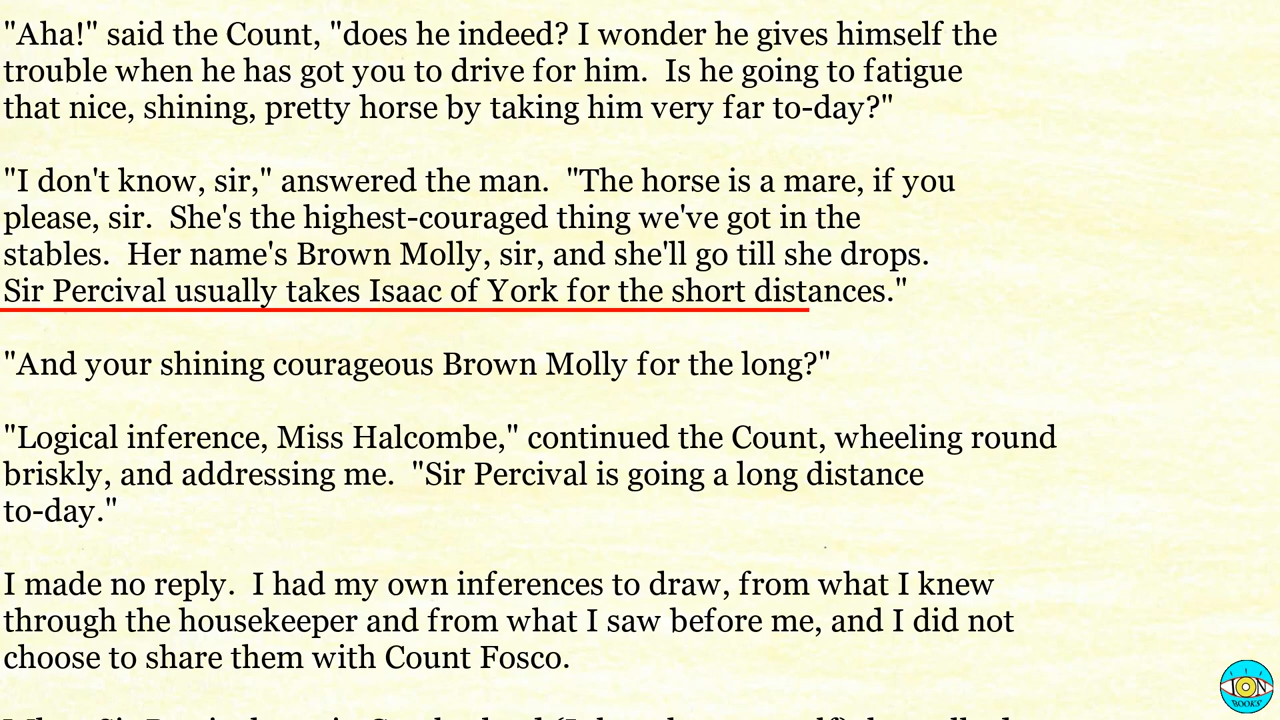 "Aha!" said the Count, "does he indeed? I wonder he gives himself the
trouble when he has got you to drive for him.  Is he going to fatigue
that nice, shining, pretty horse by taking him very far to-day?"
"I don't know, sir," answered the man.  "The horse is a mare, if you
please, sir.  She's the highest-couraged thing we've got in the
stables.  Her name's Brown Molly, sir, and she'll go till she drops.
Sir Percival usually takes Isaac of York for the short distances."
"And your shining courageous Brown Molly for the long?"
"Logical inference, Miss Halcombe," continued the Count, wheeling round
briskly, and addressing me.  "Sir Percival is going a long distance
to-day."
I made no reply.  I had my own inferences to draw, from what I knew
through the housekeeper and from what I saw before me, and I did not
choose to share them with Count Fosco.
ION
BOOKS